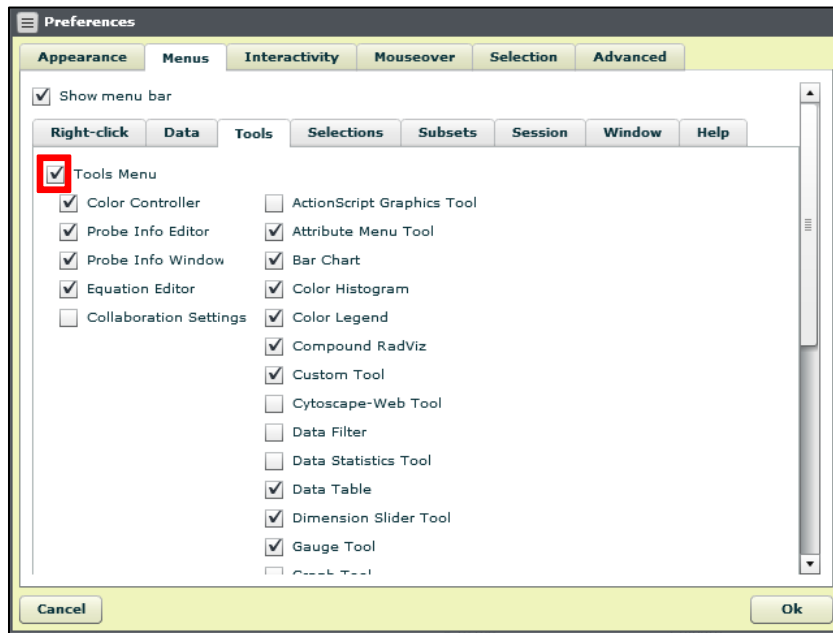 Preferences
Appearance Menus Interactivity Mouseover Selection Advanced
Show menu bar
Right-click Data Tools Selections Subsets Session Window Help
Tools Menu
Color Controller ActionScript Graphics Tool
Probe Info Editor Attribute Menu Tool
Probe Info Window Bar Chart
Equation Editor Color Histogram
Collaboration Settings Color Legend
Compound RadViz
Custom Tool
Cytoscape-Web Tool
Data Filter
Data Statistics Tool
Data Table
Dimension Slider Tool
Gauge Tool
Graph Tool
Cancel Ok